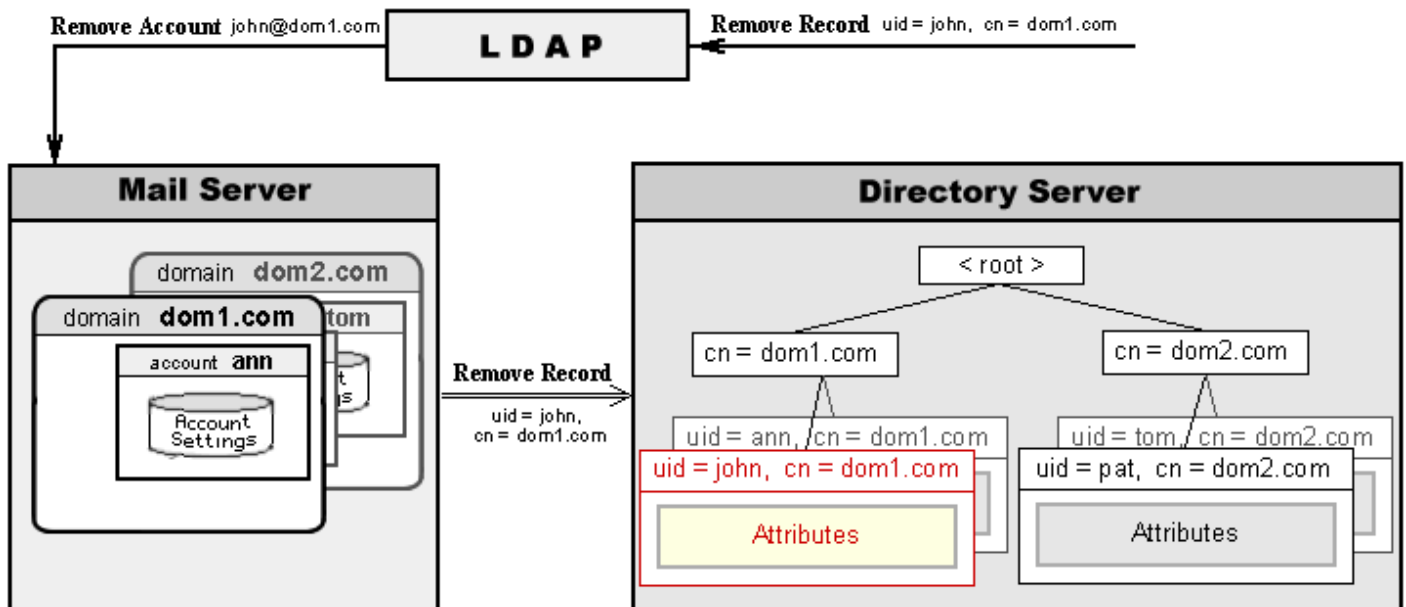 Remove Account john@dom1.com
L D A P
Remove Record uid = john, cn = dom1.com
Mail Server
domain dom2.com
tom
domain dom1.com
account ann
Account
Settings
Remove Record
uid = john,
cn = dom1.com
Directory Server
< root >
cn = dom1.com
cn = dom2.com
uid = ann, cn = dom1.com
uid = john, cn = dom1.com
Attributes
uid = tom, cn = dom2.com
uid = pat, cn = dom2.com
Attributes